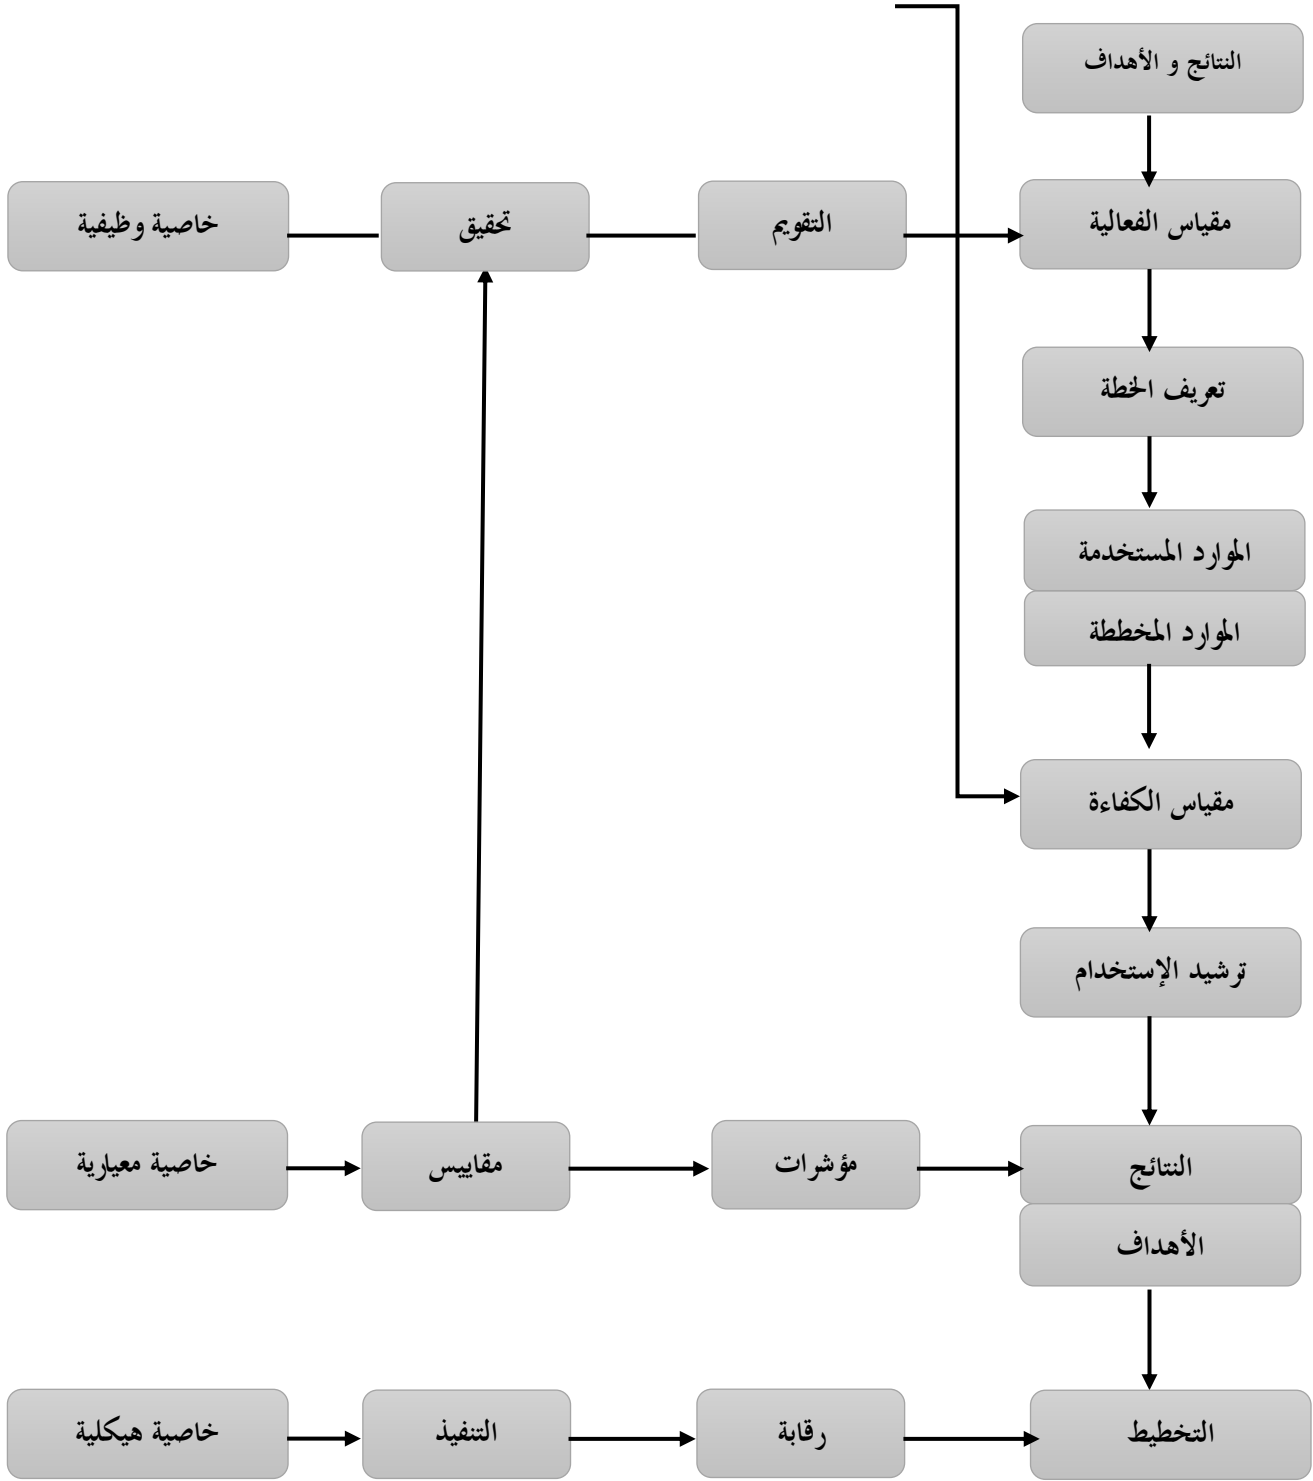 النتائج و الأهداف
مقياس الفعالية
التقويم
تحقيق
خاصية وظيفية
تعريف الخطة
الموارد المستخدمة
الموارد المخططة
مقياس الكفاءة
ترشيد الإستخدام
النتائج
مؤشرات
مقاييس
خاصية معيارية
الأهداف
التخطيط
رقابة
التنفيذ
خاصية هيكلية